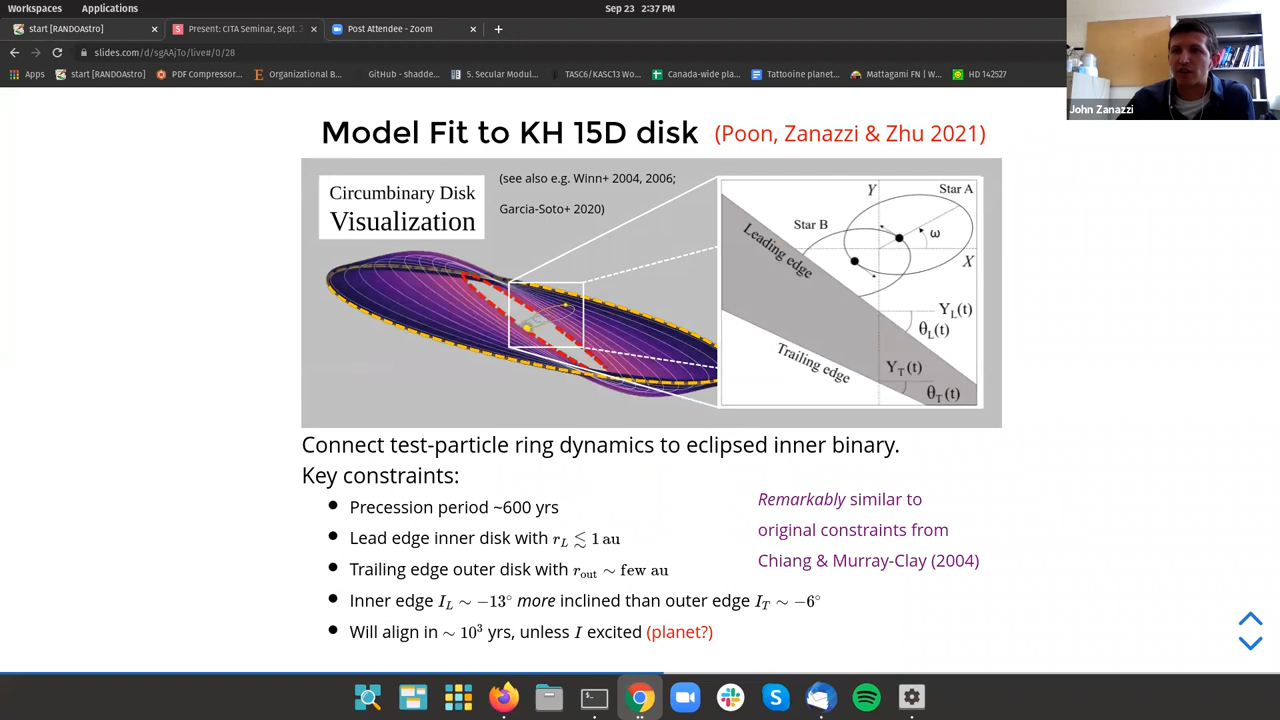 Workspaces Applications Sep 23 2:37 PM
start [RANDOAstro] × Present: CITA Seminar, Sept. 2 × Post Attendee - Zoom × +
slides.com/d/sgAAjTo/live#/0/28
Apps start [RANDOAstro] PDF Compressor... Organizational B... GitHub - shadde... S. Secular Modul... TASC6/KASC13 Wo... Canada-wide pla... Tattooine planet... Mattagami FN | W... HD 142527
John Zanazzi
Model Fit to KH 15D disk (Poon, Zanazzi & Zhu 2021)
Circumbinary Disk
Visualization
(see also e.g. Winn+ 2004, 2006;
Garcia-Soto+ 2020)
Y
Star A
Star B
ω
X
Leading edge
Y_L(t)
θ_L(t)
Trailing edge
Y_T(t)
θ_T(t)
Connect test-particle ring dynamics to eclipsed inner binary.
Key constraints:
• Precession period ~600 yrs
• Lead edge inner disk with r_L ≲ 1 au
• Trailing edge outer disk with r_out ∼ few au
• Inner edge I_L ∼ −13° more inclined than outer edge I_T ∼ −6°
• Will align in ∼ 10³ yrs, unless I excited (planet?)
Remarkably similar to
original constraints from
Chiang & Murray-Clay (2004)